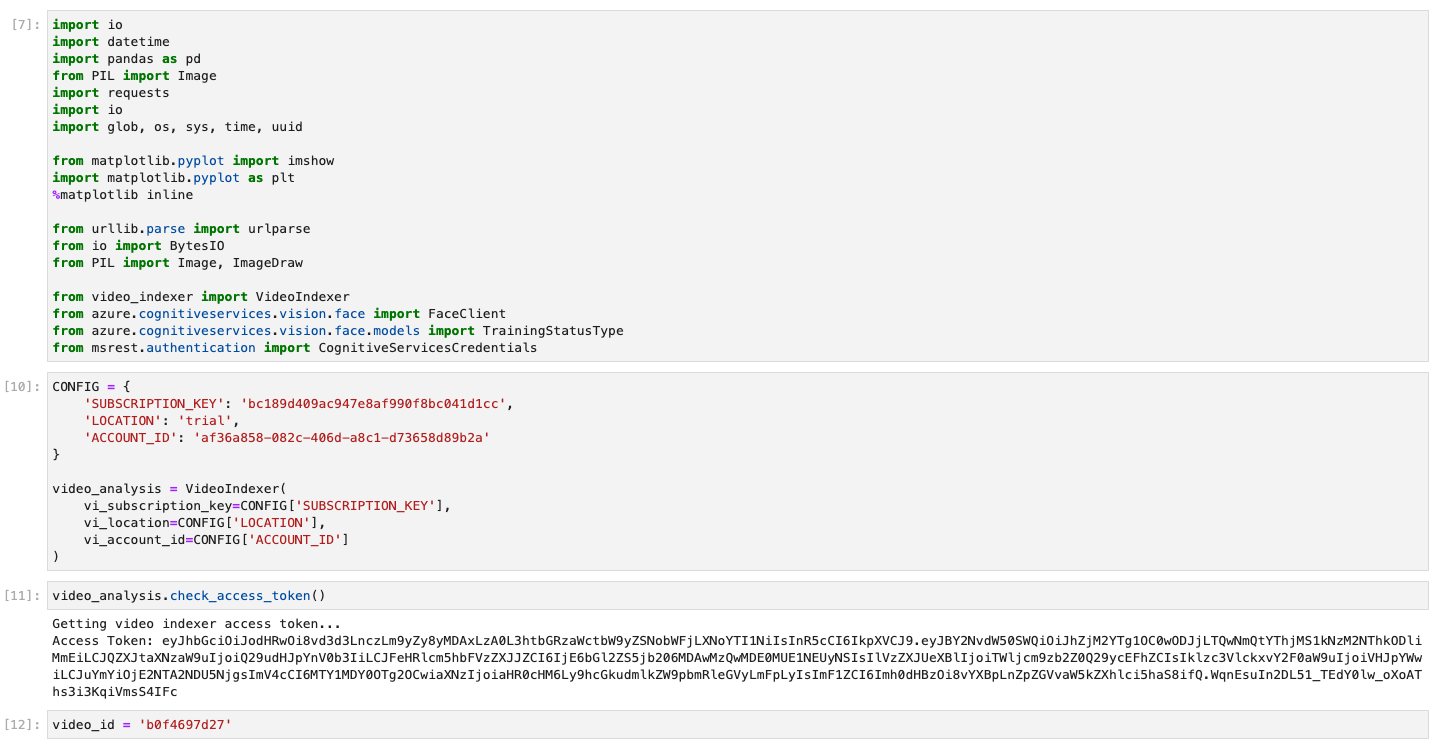 [7]: import io
import datetime
import pandas as pd
from PIL import Image
import requests
import io
import glob, os, sys, time, uuid
from matplotlib.pyplot import imshow
import matplotlib.pyplot as plt
%matplotlib inline
from urllib.parse import urlparse
from io import BytesIO
from PIL import Image, ImageDraw
from video_indexer import VideoIndexer
from azure.cognitiveservices.vision.face import FaceClient
from azure.cognitiveservices.vision.face.models import TrainingStatusType
from msrest.authentication import CognitiveServicesCredentials
[10]: CONFIG = {
'SUBSCRIPTION_KEY': 'bc189d409ac947e8af990f8bc041d1cc',
'LOCATION': 'trial',
'ACCOUNT_ID': 'af36a858-082c-406d-a8c1-d73658d89b2a'
}
video_analysis = VideoIndexer(
vi_subscription_key=CONFIG['SUBSCRIPTION_KEY'],
vi_location=CONFIG['LOCATION'],
vi_account_id=CONFIG['ACCOUNT_ID']
)
[11]: video_analysis.check_access_token()
Getting video indexer access token...
Access Token: eyJhbGciOiJodHRwOi8vd3d3LnczLm9yZy8yMDAxLzA0L3htbGRzaWctbW9yZSNobWFjLXNoYTI1NiIsInR5cCI6IkpXVCJ9.eyJBY2NvdW50SWQiOiJhZjM2YTg1OC0wODJjLTQwNmQtYThjMS1kNzM2NThkODli
MmEiLCJQZXJtaXNzaW9uIjoiQ29udHJpYnV0b3IiLCJFeHRlcm5hbFVzZXJJZCI6IjE6bGl2ZS5jb206MDAwMzQwMDE0MUE1NEUyNSIsIlVzZXJUeXBlIjoiTWljcm9zb2Z0Q29ycEFhZCIsIklzc3VlckxvY2F0aW9uIjoiVHJpYWw
iLCJuYmYiOjE2NTA2NDU5NjgsImV4cCI6MTY1MDY0OTg2OCwiaXNzIjoiaHR0cHM6Ly9hcGkudmlkZW9pbmRleGVyLmFpLyIsImF1ZCI6Imh0dHBzOi8vYXBpLnZpZGVvaW5kZXhlci5haS8ifQ.WqnEsuIn2DL51_TEdY0lw_oXoAT
hs3i3KqiVmsS4IFc
[12]: video_id = 'b0f4697d27'